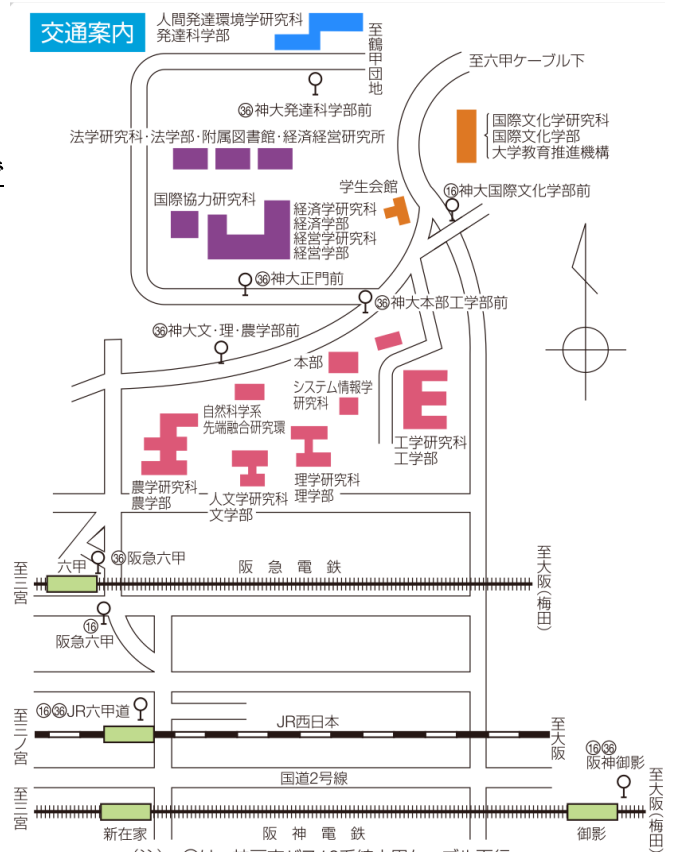 交通案内
人間発達環境学研究科
発達科学部
至鶴甲団地
至六甲ケーブル下
㊱神大発達科学部前
法学研究科・法学部・附属図書館・経済経営研究所
国際文化学研究科
国際文化学部
大学教育推進機構
学生会館
⑯神大国際文化学部前
国際協力研究科
経済学研究科
経済学部
経営学研究科
経営学部
㊱神大正門前
㊱神大本部工学部前
㊱神大文・理・農学部前
本部
システム情報学
研究科
自然科学系
先端融合研究環
工学研究科
工学部
農学研究科
農学部
人文学研究科
文学部
理学研究科
理学部
至三宮
六甲
㊱阪急六甲
阪急電鉄
至大阪(梅田)
⑯
阪急六甲
至三ノ宮
⑯㊱JR六甲道
JR西日本
至大阪
⑯㊱
阪神御影
国道2号線
至三宮
新在家
阪神電鉄
御影
至大阪(梅田)